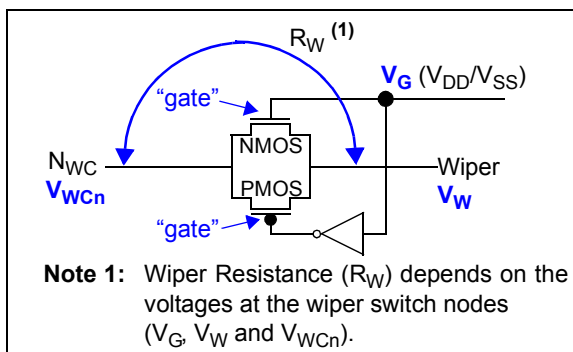 R_W (1)
V_G (V_DD/V_SS)
“gate”
NMOS
N_WC
Wiper
V_WCn
PMOS
V_W
“gate”
Note 1: Wiper Resistance (R_W) depends on the
voltages at the wiper switch nodes
(V_G, V_W and V_WCn).